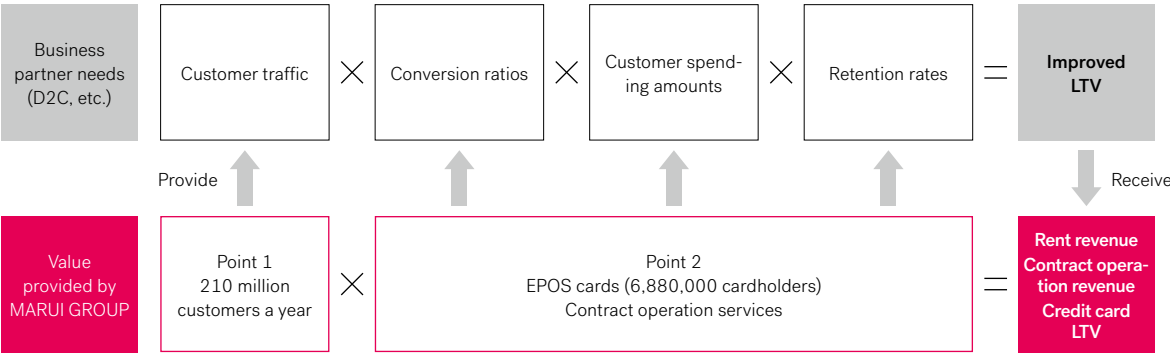 Business
partner needs
(D2C, etc.)
Customer traffic
×
Conversion ratios
×
Customer spend-
ing amounts
×
Retention rates
=
Improved
LTV
Provide
Receive
Value
provided by
MARUI GROUP
Point 1
210 million
customers a year
×
Point 2
EPOS cards (6,880,000 cardholders)
Contract operation services
=
Rent revenue
Contract opera-
tion revenue
Credit card
LTV